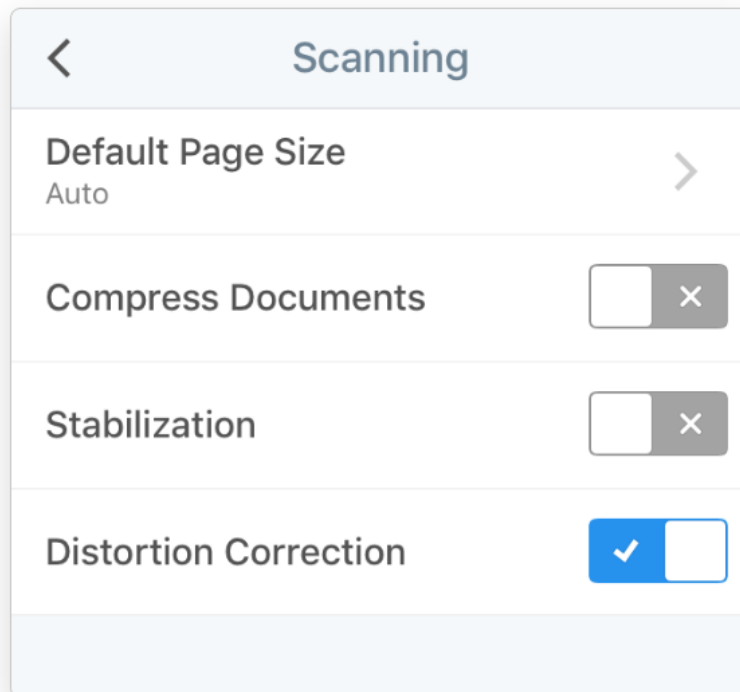 Scanning
Default Page Size
Auto
Compress Documents
Stabilization
Distortion Correction